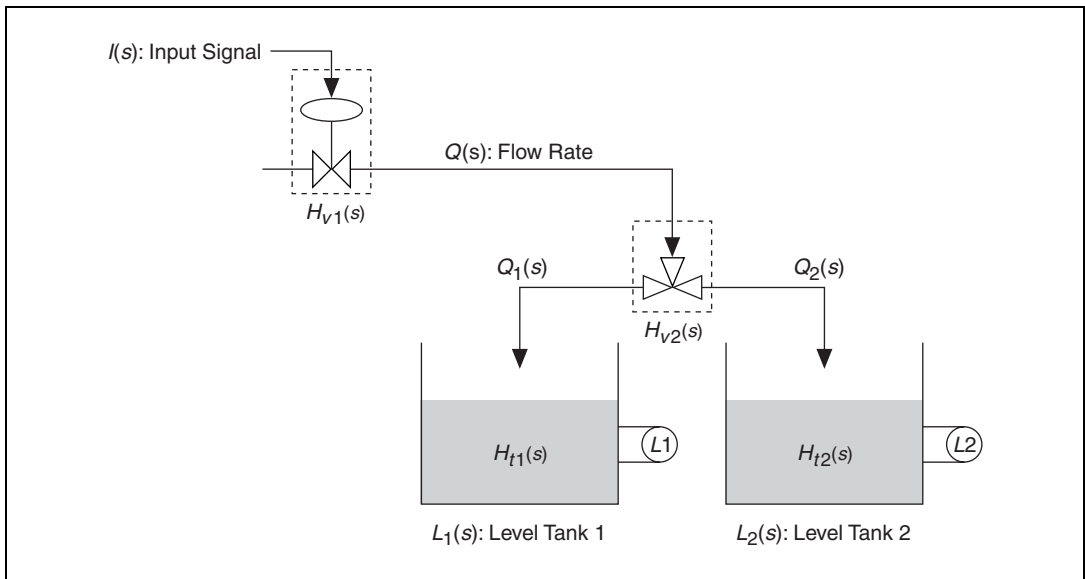 I(s): Input Signal
Q(s): Flow Rate
Hv1(s)
Q1(s)
Q2(s)
Hv2(s)
Ht1(s)
L1
Ht2(s)
L2
L1(s): Level Tank 1
L2(s): Level Tank 2